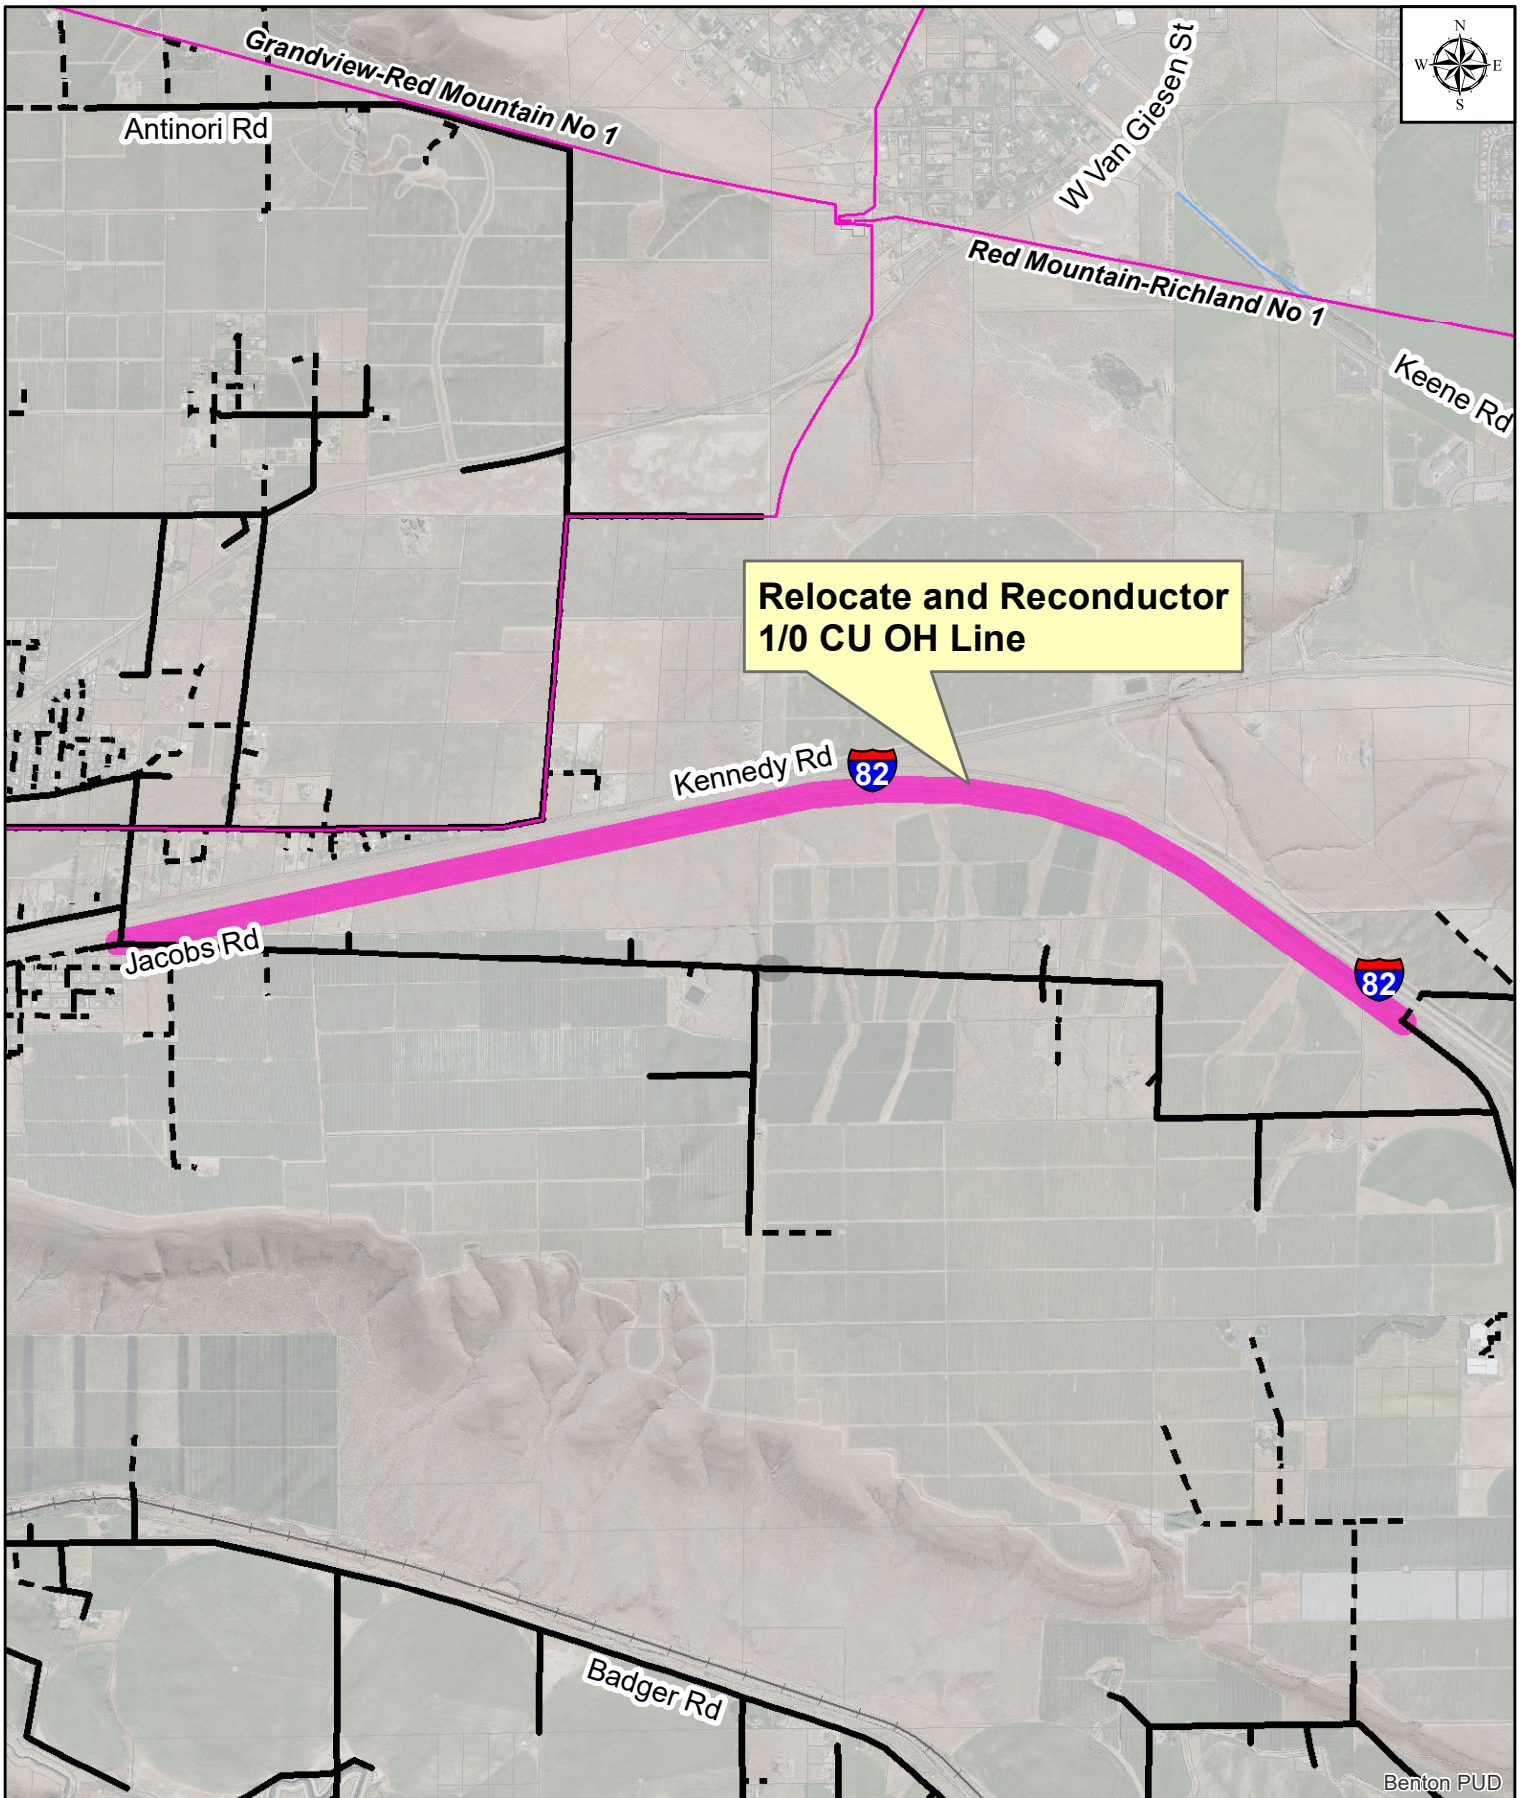 N
W E
S
Grandview-Red Mountain No 1
Antinori Rd
W Van Giesen St
Red Mountain-Richland No 1
Keene Rd
Relocate and Reconductor
1/0 CU OH Line
Kennedy Rd
82
Jacobs Rd
82
Badger Rd
Benton PUD